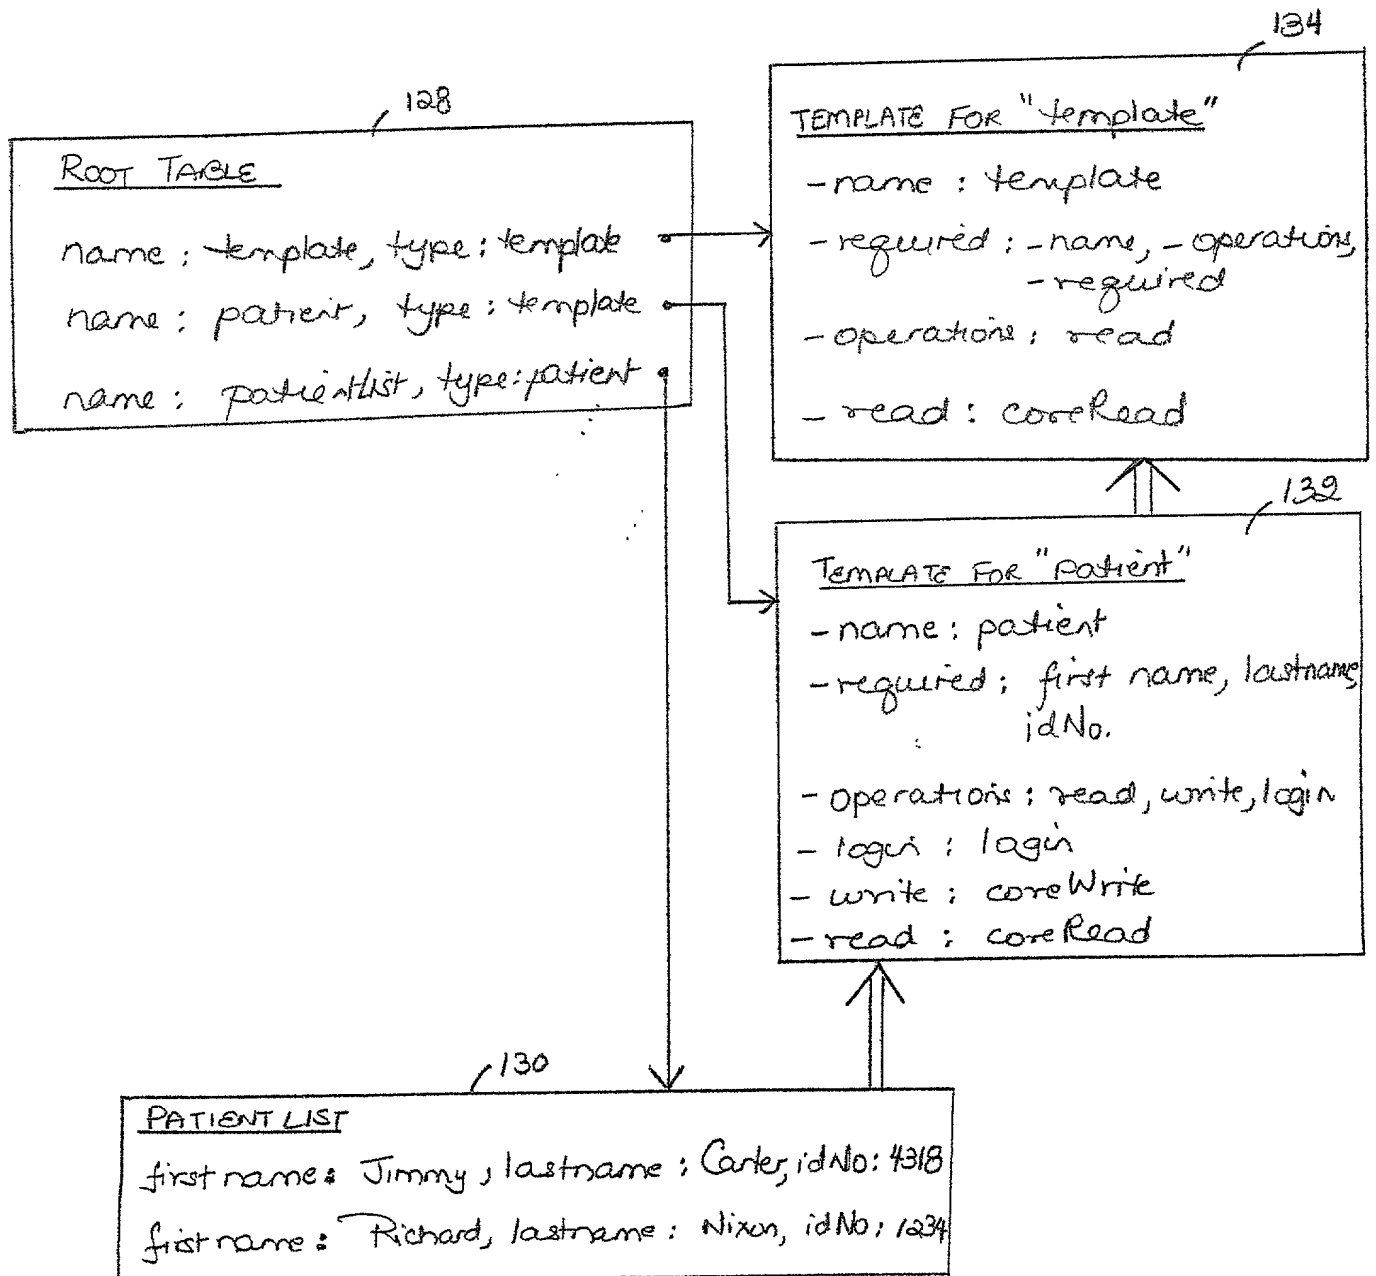 128
ROOT TABLE
name : template, type : template
name : patient, type : template
name : patientlist, type : patient
134
TEMPLATE FOR "template"
- name : template
- required : - name, - operations,
- required
- operations : read
- read : coreRead
132
TEMPLATE FOR "patient"
- name : patient
- required : first name, lastname,
idNo.
- operations : read, write, login
- login : login
- write : coreWrite
- read : coreRead
130
PATIENT LIST
first name : Jimmy, lastname : Carter, idNo : 4318
first name : Richard, lastname : Nixon, idNo : 1234